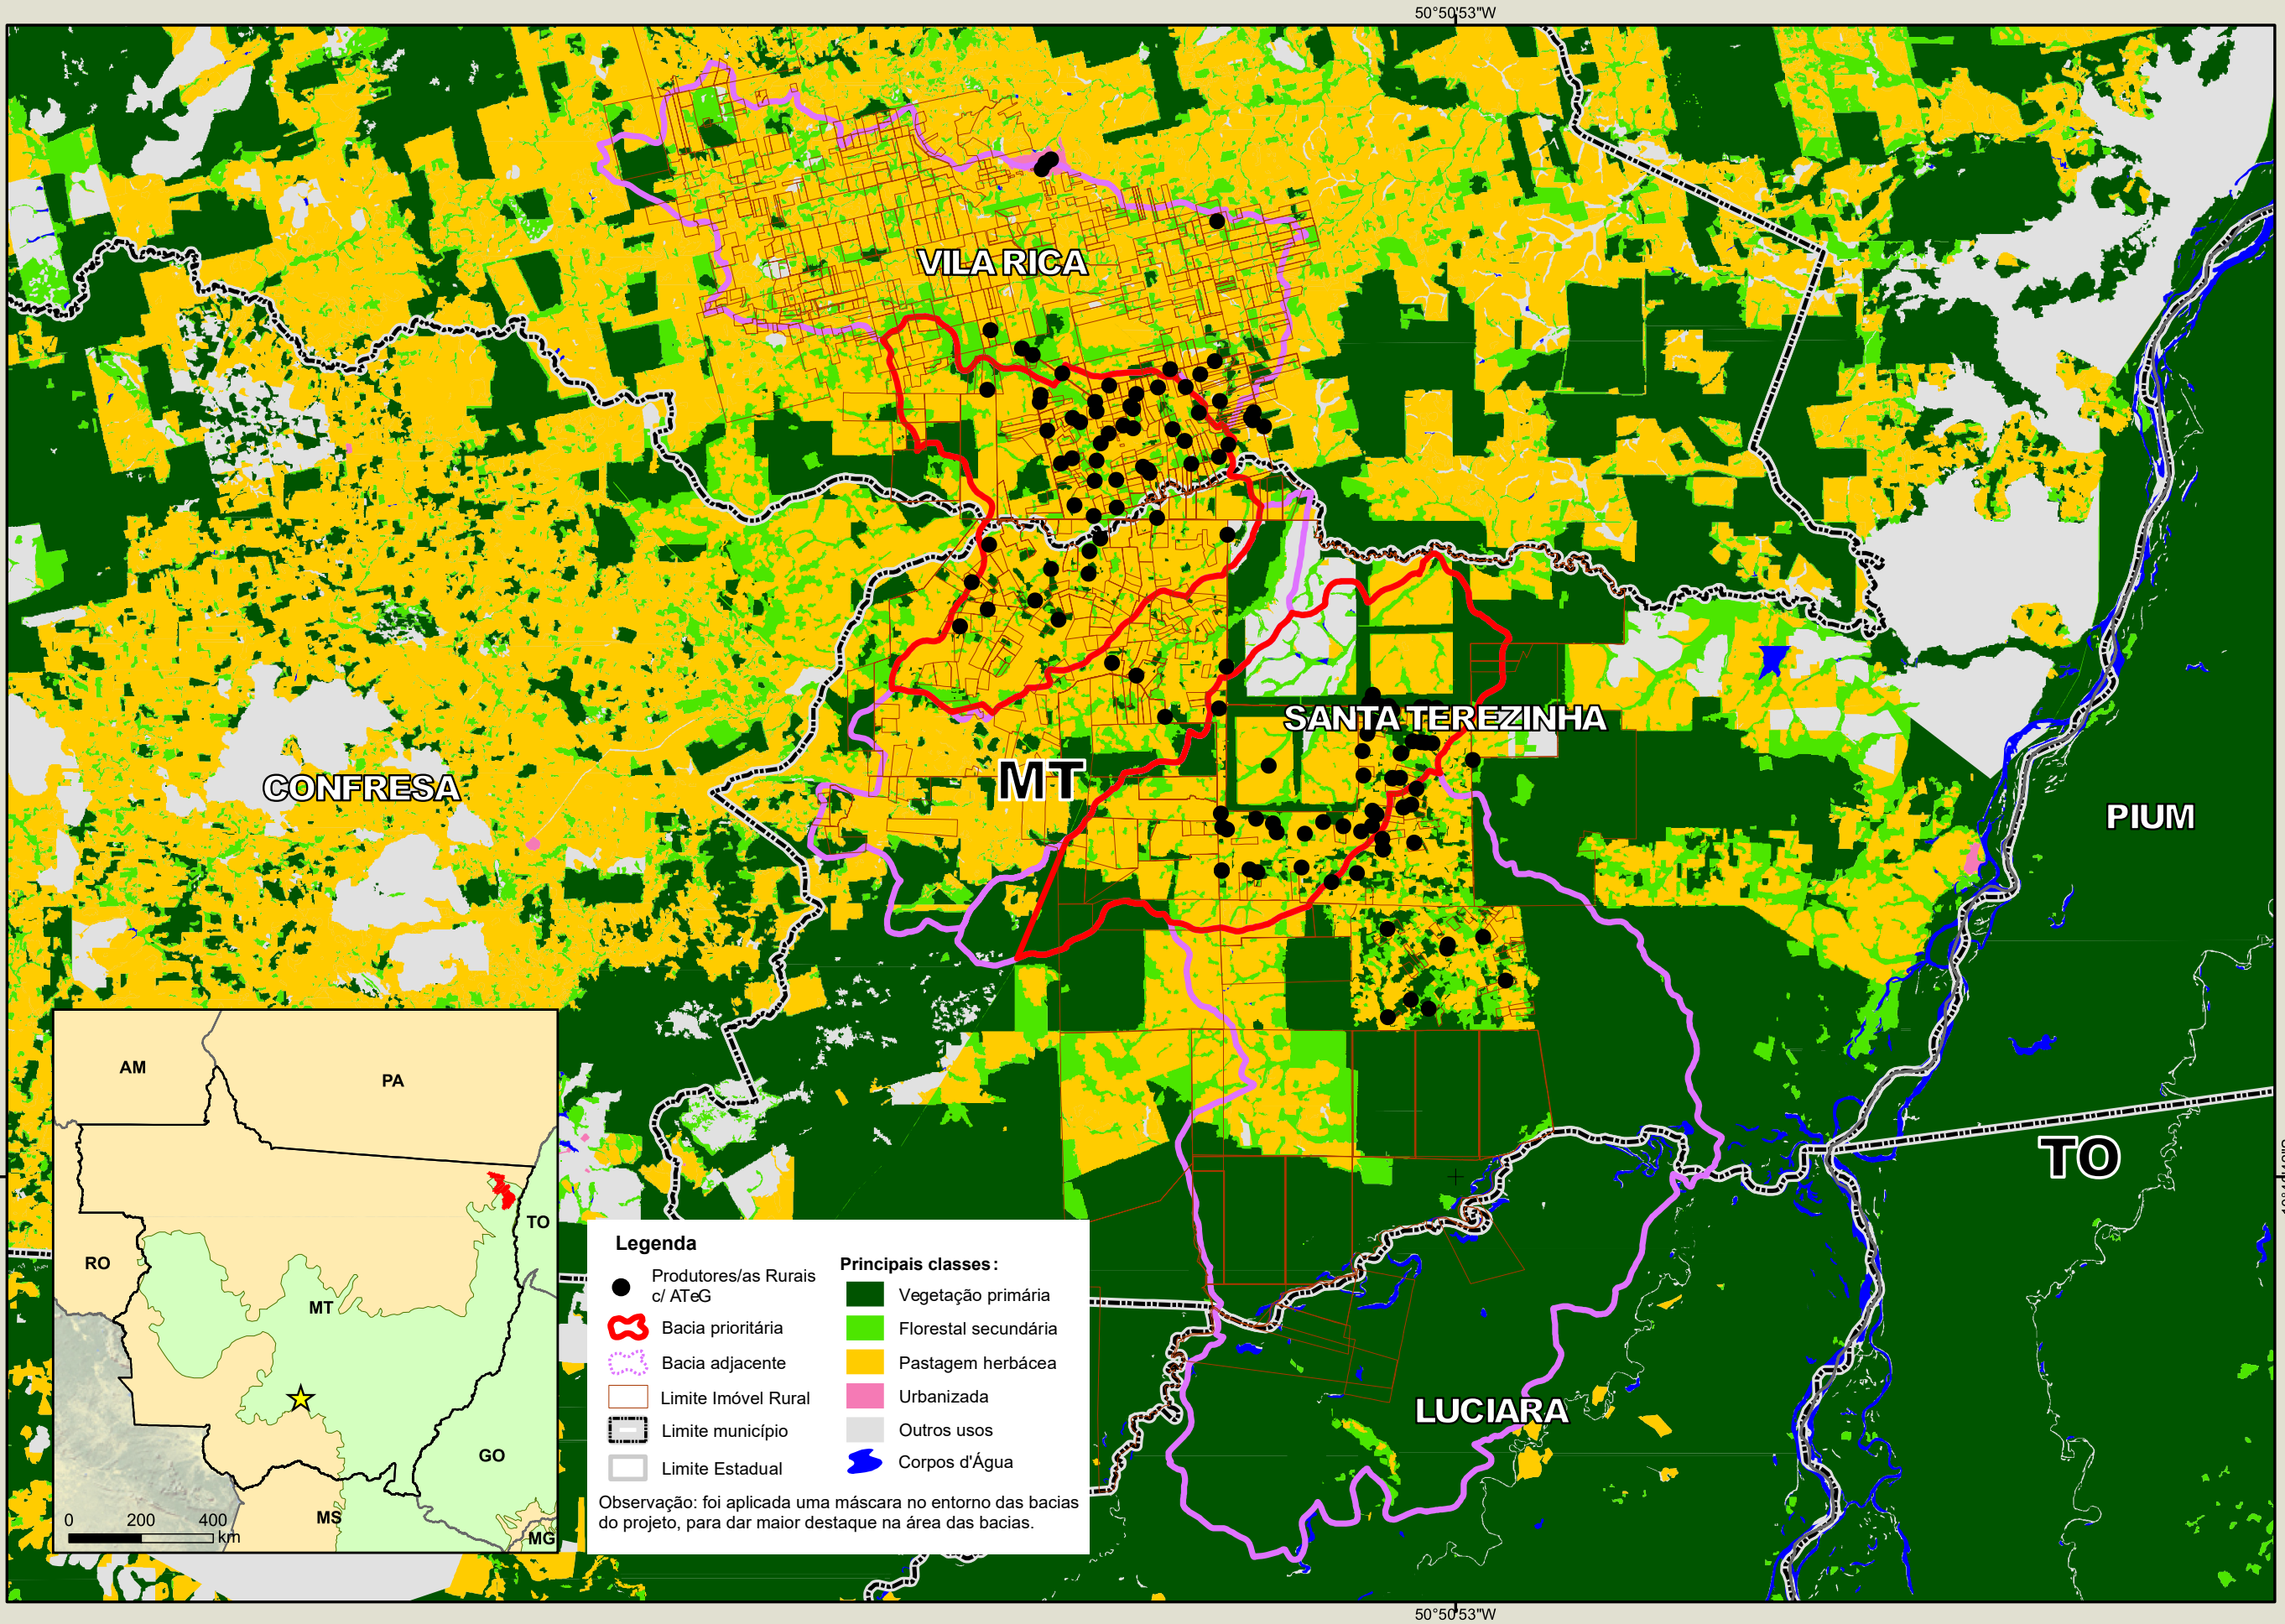 50°50'53"W
VILA RICA
SANTA TEREZINHA
MT
CONFRESA
PIUM
TO
LUCIARA
AM
PA
TO
RO
MT
GO
MS
MG
0 200 400
km
Legenda
Produtores/as Rurais
c/ ATeG
Bacia prioritária
Bacia adjacente
Limite Imóvel Rural
Limite município
Limite Estadual
Principais classes:
Vegetação primária
Florestal secundária
Pastagem herbácea
Urbanizada
Outros usos
Corpos d'Água
Observação: foi aplicada uma máscara no entorno das bacias
do projeto, para dar maior destaque na área das bacias.
50°50'53"W